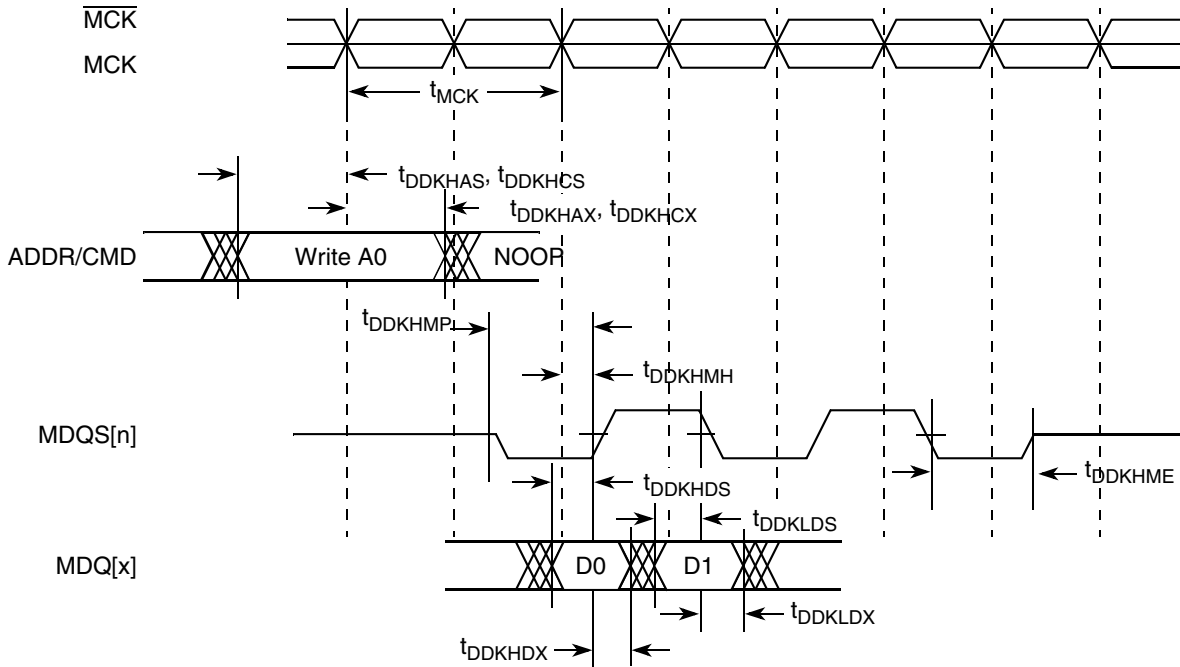 MCK
MCK
tMCK
tDDKHAS, tDDKHCS
tDDKHAX, tDDKHCX
ADDR/CMD
Write A0
NOOP
tDDKHMP
tDDKHMH
MDQS[n]
tDDKHME
tDDKHDS
tDDKLDS
MDQ[x]
D0
D1
tDDKLDX
tDDKHDX